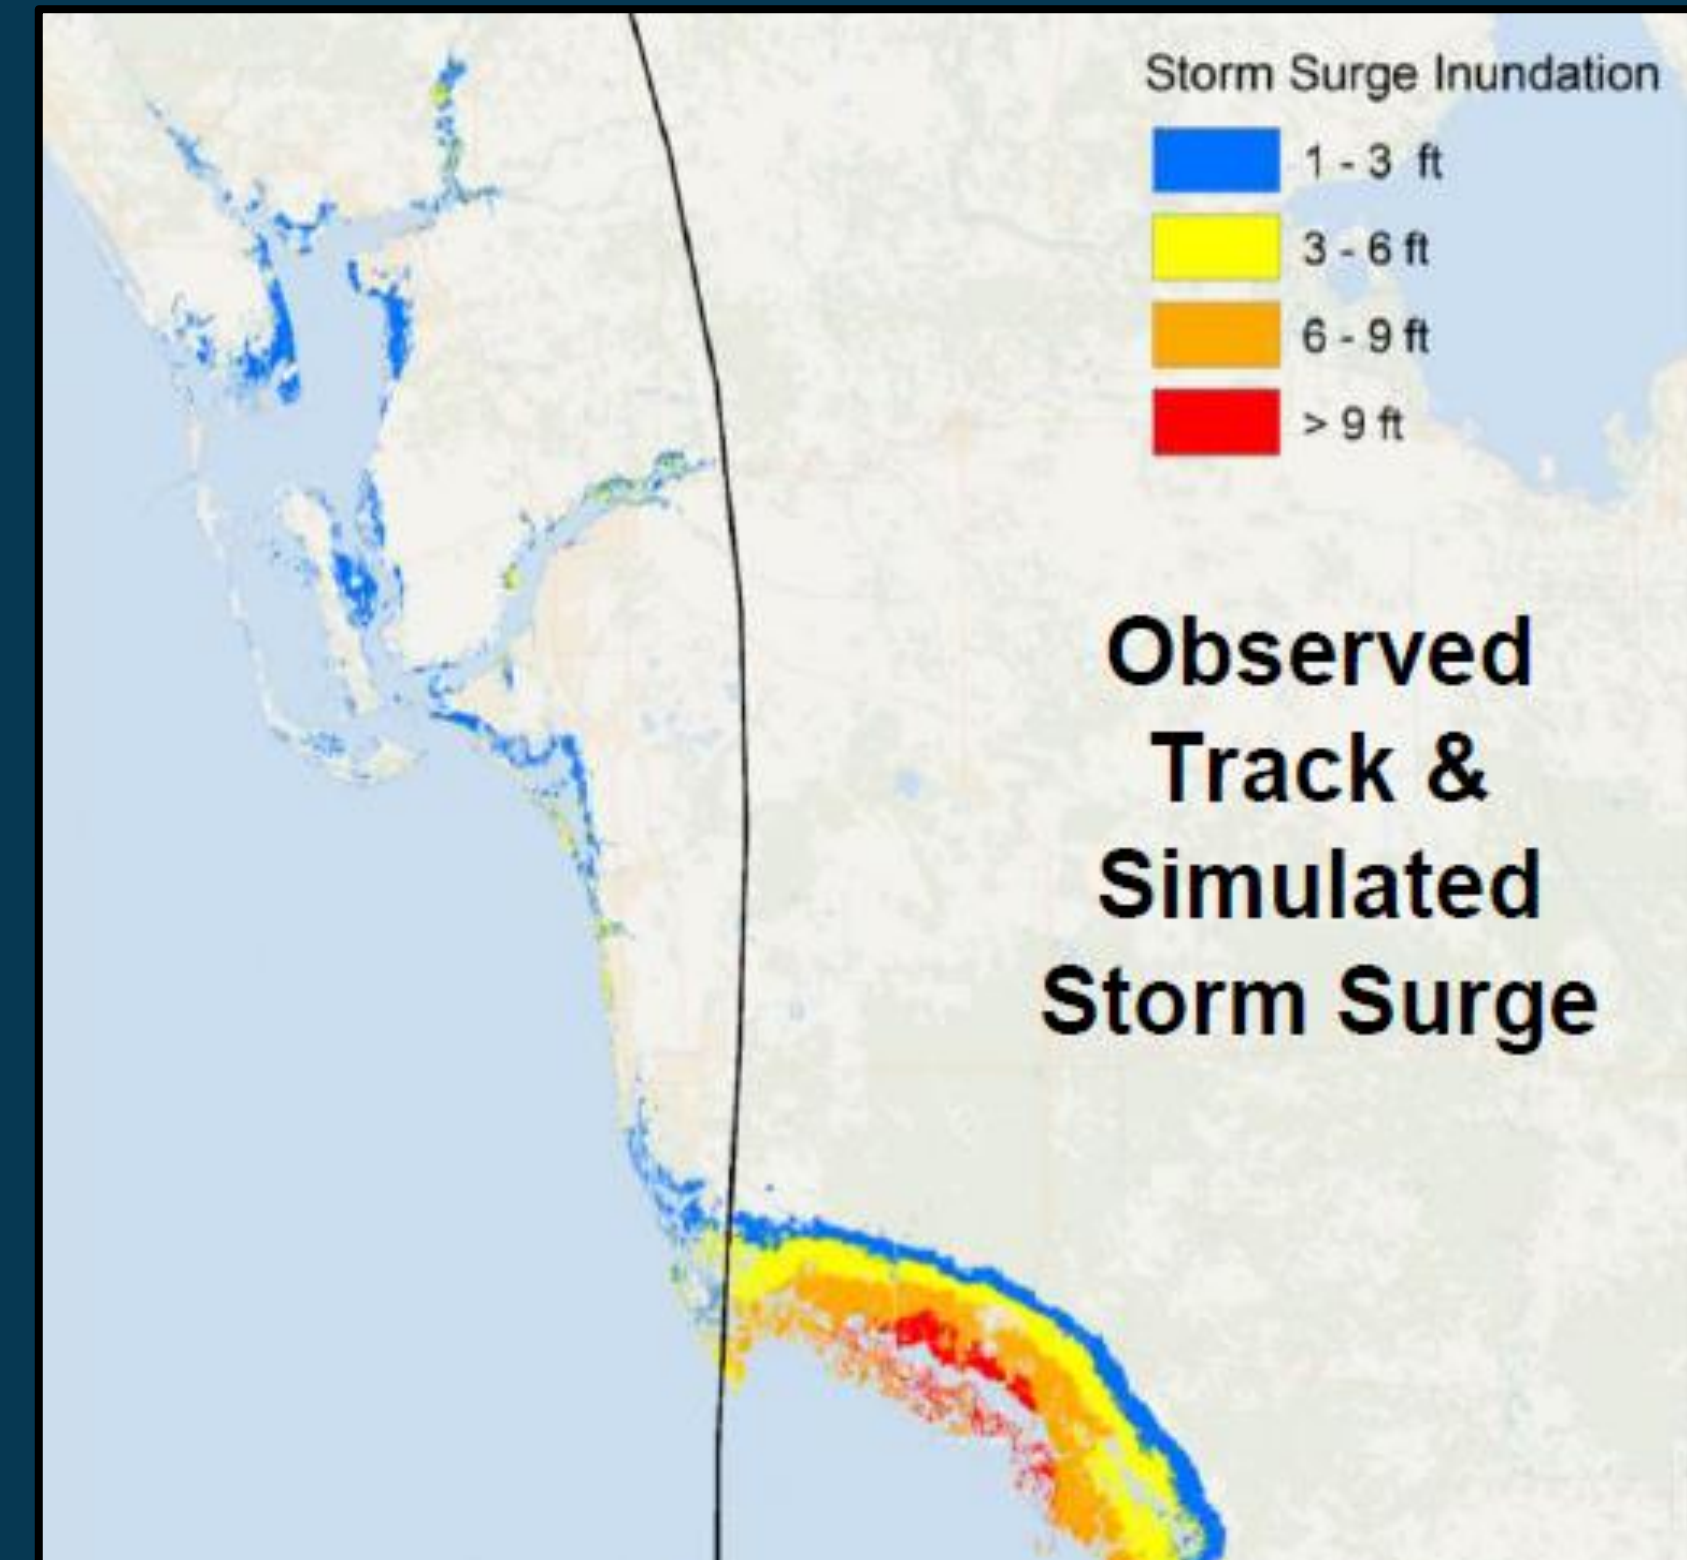 Storm Surge Inundation
1 - 3 ft
3 - 6 ft
6 - 9 ft
> 9 ft
Observed
Track &
Simulated
Storm Surge